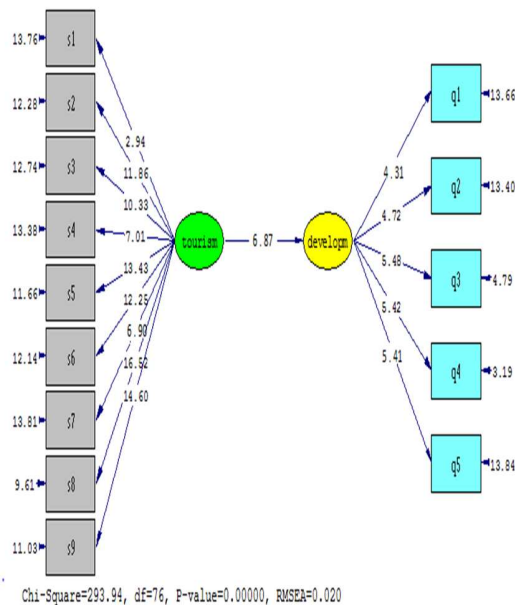 13.76 s1
12.28 s2
12.74 s3
13.38 s4
11.66 s5
12.14 s6
13.81 s7
9.61 s8
11.03 s9
2.94
11.86
10.33
7.01
13.43
12.25
6.90
16.52
14.60
tourism
6.87
developm
4.31
4.72
5.48
5.42
5.41
q1 13.66
q2 13.40
q3 4.79
q4 3.19
q5 13.84
Chi-Square=293.94, df=76, P-value=0.00000, RMSEA=0.020